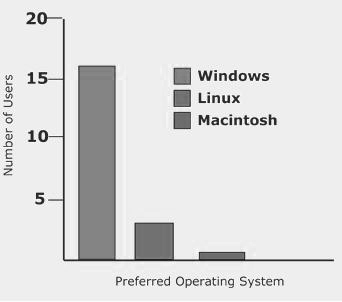 20
15
10
5
Number of Users
Windows
Linux
Macintosh
Preferred Operating System